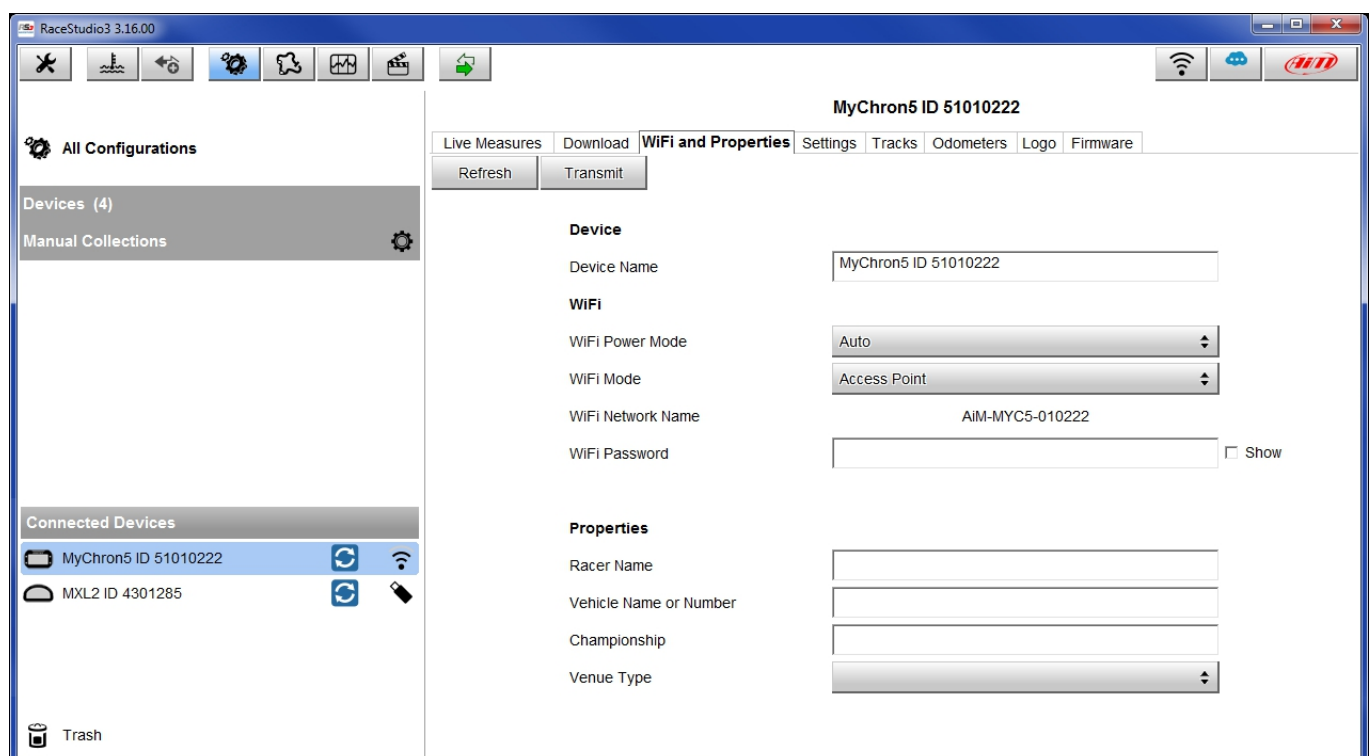 RaceStudio3 3.16.00
AiM
MyChron5 ID 51010222
All Configurations
Live Measures Download WiFi and Properties Settings Tracks Odometers Logo Firmware
Refresh Transmit
Devices (4)
Manual Collections
Device
Device Name MyChron5 ID 51010222
WiFi
WiFi Power Mode Auto
WiFi Mode Access Point
WiFi Network Name AiM-MYC5-010222
WiFi Password Show
Connected Devices
MyChron5 ID 51010222
MXL2 ID 4301285
Properties
Racer Name
Vehicle Name or Number
Championship
Venue Type
Trash